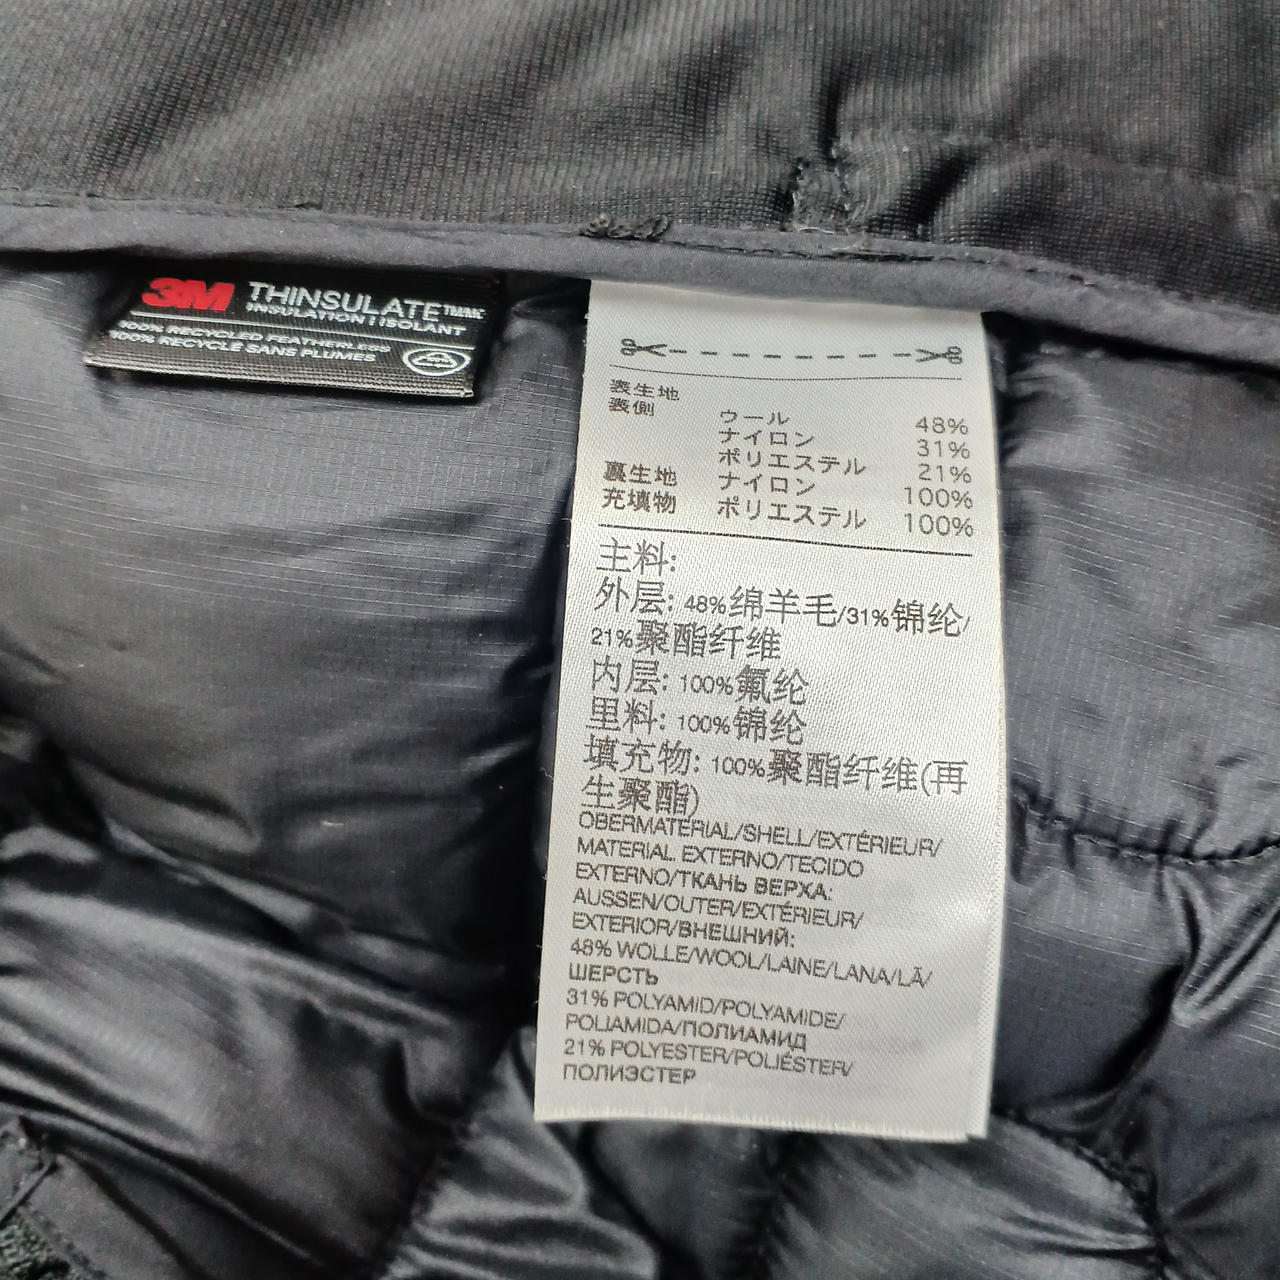 3M THINSULATE™/MC
INSULATION | ISOLANT
100% RECYCLED FEATHERLESS
100% RECYCLÉ SANS PLUMES
表生地
表側 ウール 48%
ナイロン 31%
ポリエステル 21%
裏生地 ナイロン 100%
充填物 ポリエステル 100%
主料:
外层: 48%绵羊毛/31%锦纶/
21%聚酯纤维
内层: 100%氟纶
里料: 100%锦纶
填充物: 100%聚酯纤维(再
生聚酯)
OBERMATERIAL/SHELL/EXTÉRIEUR/
MATERIAL EXTERNO/TECIDO
EXTERNO/ТКАНЬ ВЕРХА:
AUSSEN/OUTER/EXTÉRIEUR/
EXTERIOR/ВНЕШНИЙ:
48% WOLLE/WOOL/LAINE/LANA/LÃ/
ШЕРСТЬ
31% POLYAMID/POLYAMIDE/
POLIAMIDA/ПОЛИАМИД
21% POLYESTER/POLIÉSTER/
ПОЛИЭСТЕР